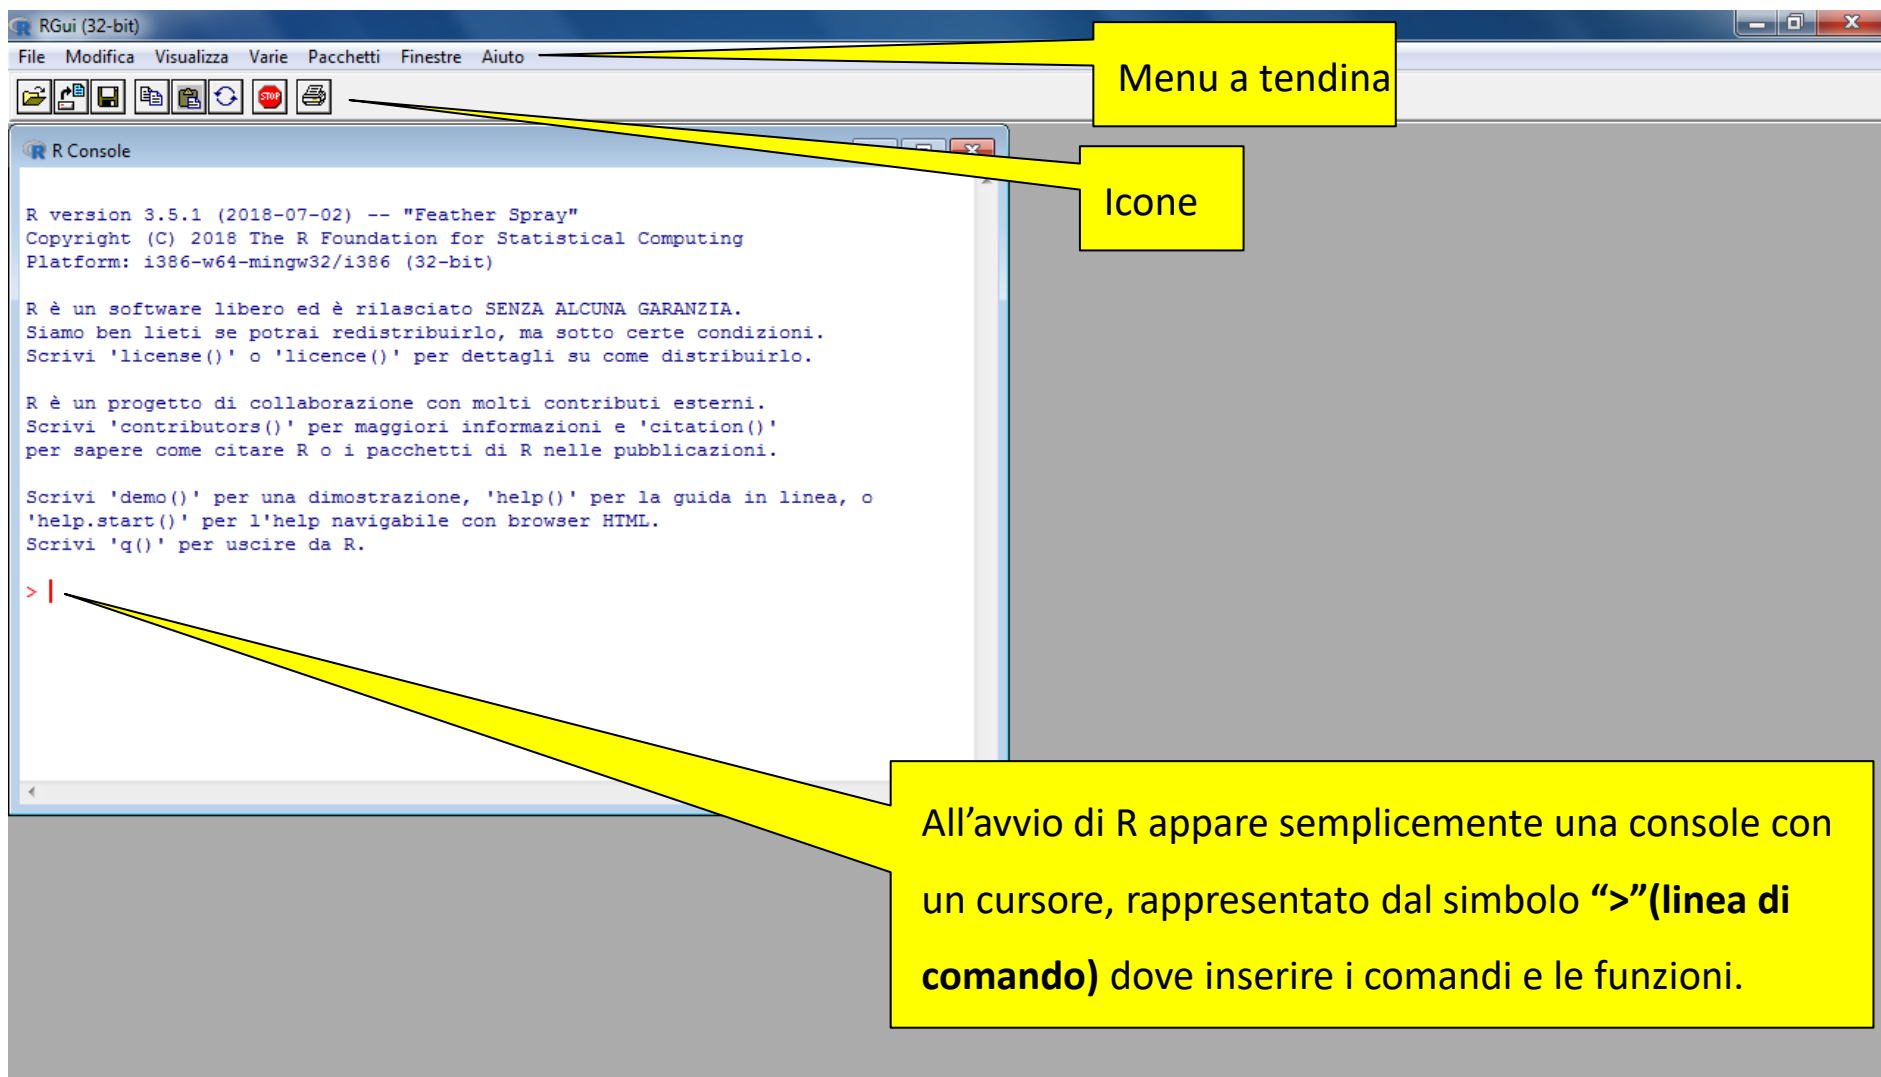 RGui (32-bit)
File Modifica Visualizza Varie Pacchetti Finestre Aiuto
Menu a tendina
STOP
R Console
Icone
R version 3.5.1 (2018-07-02) -- "Feather Spray"
Copyright (C) 2018 The R Foundation for Statistical Computing
Platform: i386-w64-mingw32/i386 (32-bit)
R è un software libero ed è rilasciato SENZA ALCUNA GARANZIA.
Siamo ben lieti se potrai redistribuirlo, ma sotto certe condizioni.
Scrivi 'license()' o 'licence()' per dettagli su come distribuirlo.
R è un progetto di collaborazione con molti contributi esterni.
Scrivi 'contributors()' per maggiori informazioni e 'citation()'
per sapere come citare R o i pacchetti di R nelle pubblicazioni.
Scrivi 'demo()' per una dimostrazione, 'help()' per la guida in linea, o
'help.start()' per l'help navigabile con browser HTML.
Scrivi 'q()' per uscire da R.
>
All’avvio di R appare semplicemente una console con
un cursore, rappresentato dal simbolo “>”(linea di
comando) dove inserire i comandi e le funzioni.